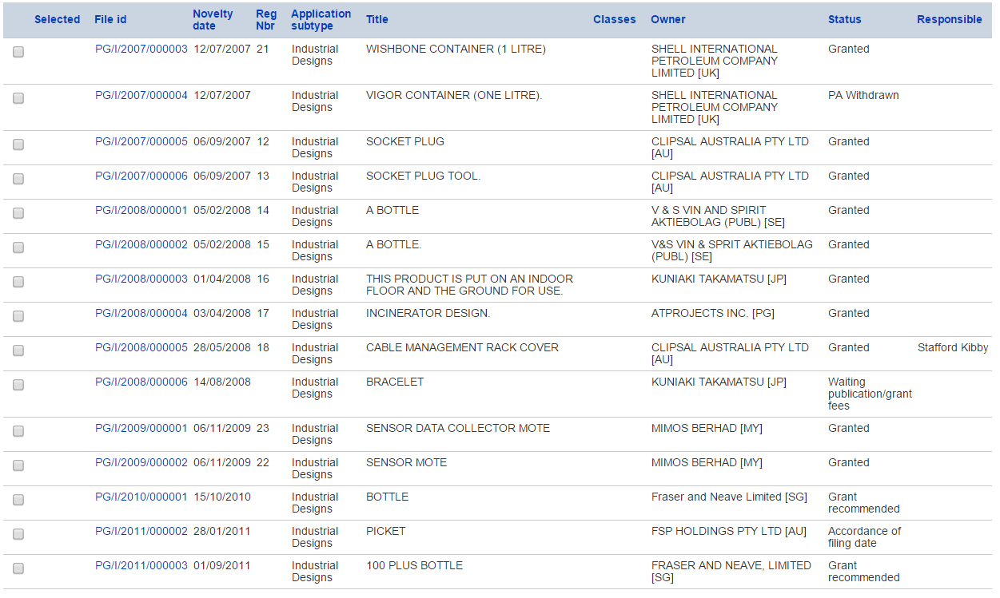 Selected File id Novelty date Reg Nbr Application subtype Title Classes Owner Status Responsible
PG/I/2007/000003 12/07/2007 21 Industrial Designs WISHBONE CONTAINER (1 LITRE) SHELL INTERNATIONAL PETROLEUM COMPANY LIMITED [UK] Granted
PG/I/2007/000004 12/07/2007 Industrial Designs VIGOR CONTAINER (ONE LITRE). SHELL INTERNATIONAL PETROLEUM COMPANY LIMITED [UK] PA Withdrawn
PG/I/2007/000005 06/09/2007 12 Industrial Designs SOCKET PLUG CLIPSAL AUSTRALIA PTY LTD [AU] Granted
PG/I/2007/000006 06/09/2007 13 Industrial Designs SOCKET PLUG TOOL. CLIPSAL AUSTRALIA PTY LTD [AU] Granted
PG/I/2008/000001 05/02/2008 14 Industrial Designs A BOTTLE V & S VIN AND SPIRIT AKTIEBOLAG (PUBL) [SE] Granted
PG/I/2008/000002 05/02/2008 15 Industrial Designs A BOTTLE. V&S VIN & SPRIT AKTIEBOLAG (PUBL) [SE] Granted
PG/I/2008/000003 01/04/2008 16 Industrial Designs THIS PRODUCT IS PUT ON AN INDOOR FLOOR AND THE GROUND FOR USE. KUNIAKI TAKAMATSU [JP] Granted
PG/I/2008/000004 03/04/2008 17 Industrial Designs INCINERATOR DESIGN. ATPROJECTS INC. [PG] Granted
PG/I/2008/000005 28/05/2008 18 Industrial Designs CABLE MANAGEMENT RACK COVER CLIPSAL AUSTRALIA PTY LTD [AU] Granted Stafford Kibby
PG/I/2008/000006 14/08/2008 Industrial Designs BRACELET KUNIAKI TAKAMATSU [JP] Waiting publication/grant fees
PG/I/2009/000001 06/11/2009 23 Industrial Designs SENSOR DATA COLLECTOR MOTE MIMOS BERHAD [MY] Granted
PG/I/2009/000002 06/11/2009 22 Industrial Designs SENSOR MOTE MIMOS BERHAD [MY] Granted
PG/I/2010/000001 15/10/2010 Industrial Designs BOTTLE Fraser and Neave Limited [SG] Grant recommended
PG/I/2011/000002 28/01/2011 Industrial Designs PICKET FSP HOLDINGS PTY LTD [AU] Accordance of filing date
PG/I/2011/000003 01/09/2011 Industrial Designs 100 PLUS BOTTLE FRASER AND NEAVE, LIMITED [SG] Grant recommended